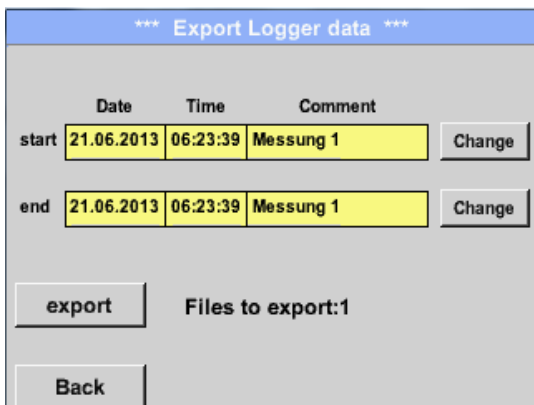 *** Export Logger data ***
Date Time Comment
start 21.06.2013 06:23:39 Messung 1 Change
end 21.06.2013 06:23:39 Messung 1 Change
export Files to export:1
Back